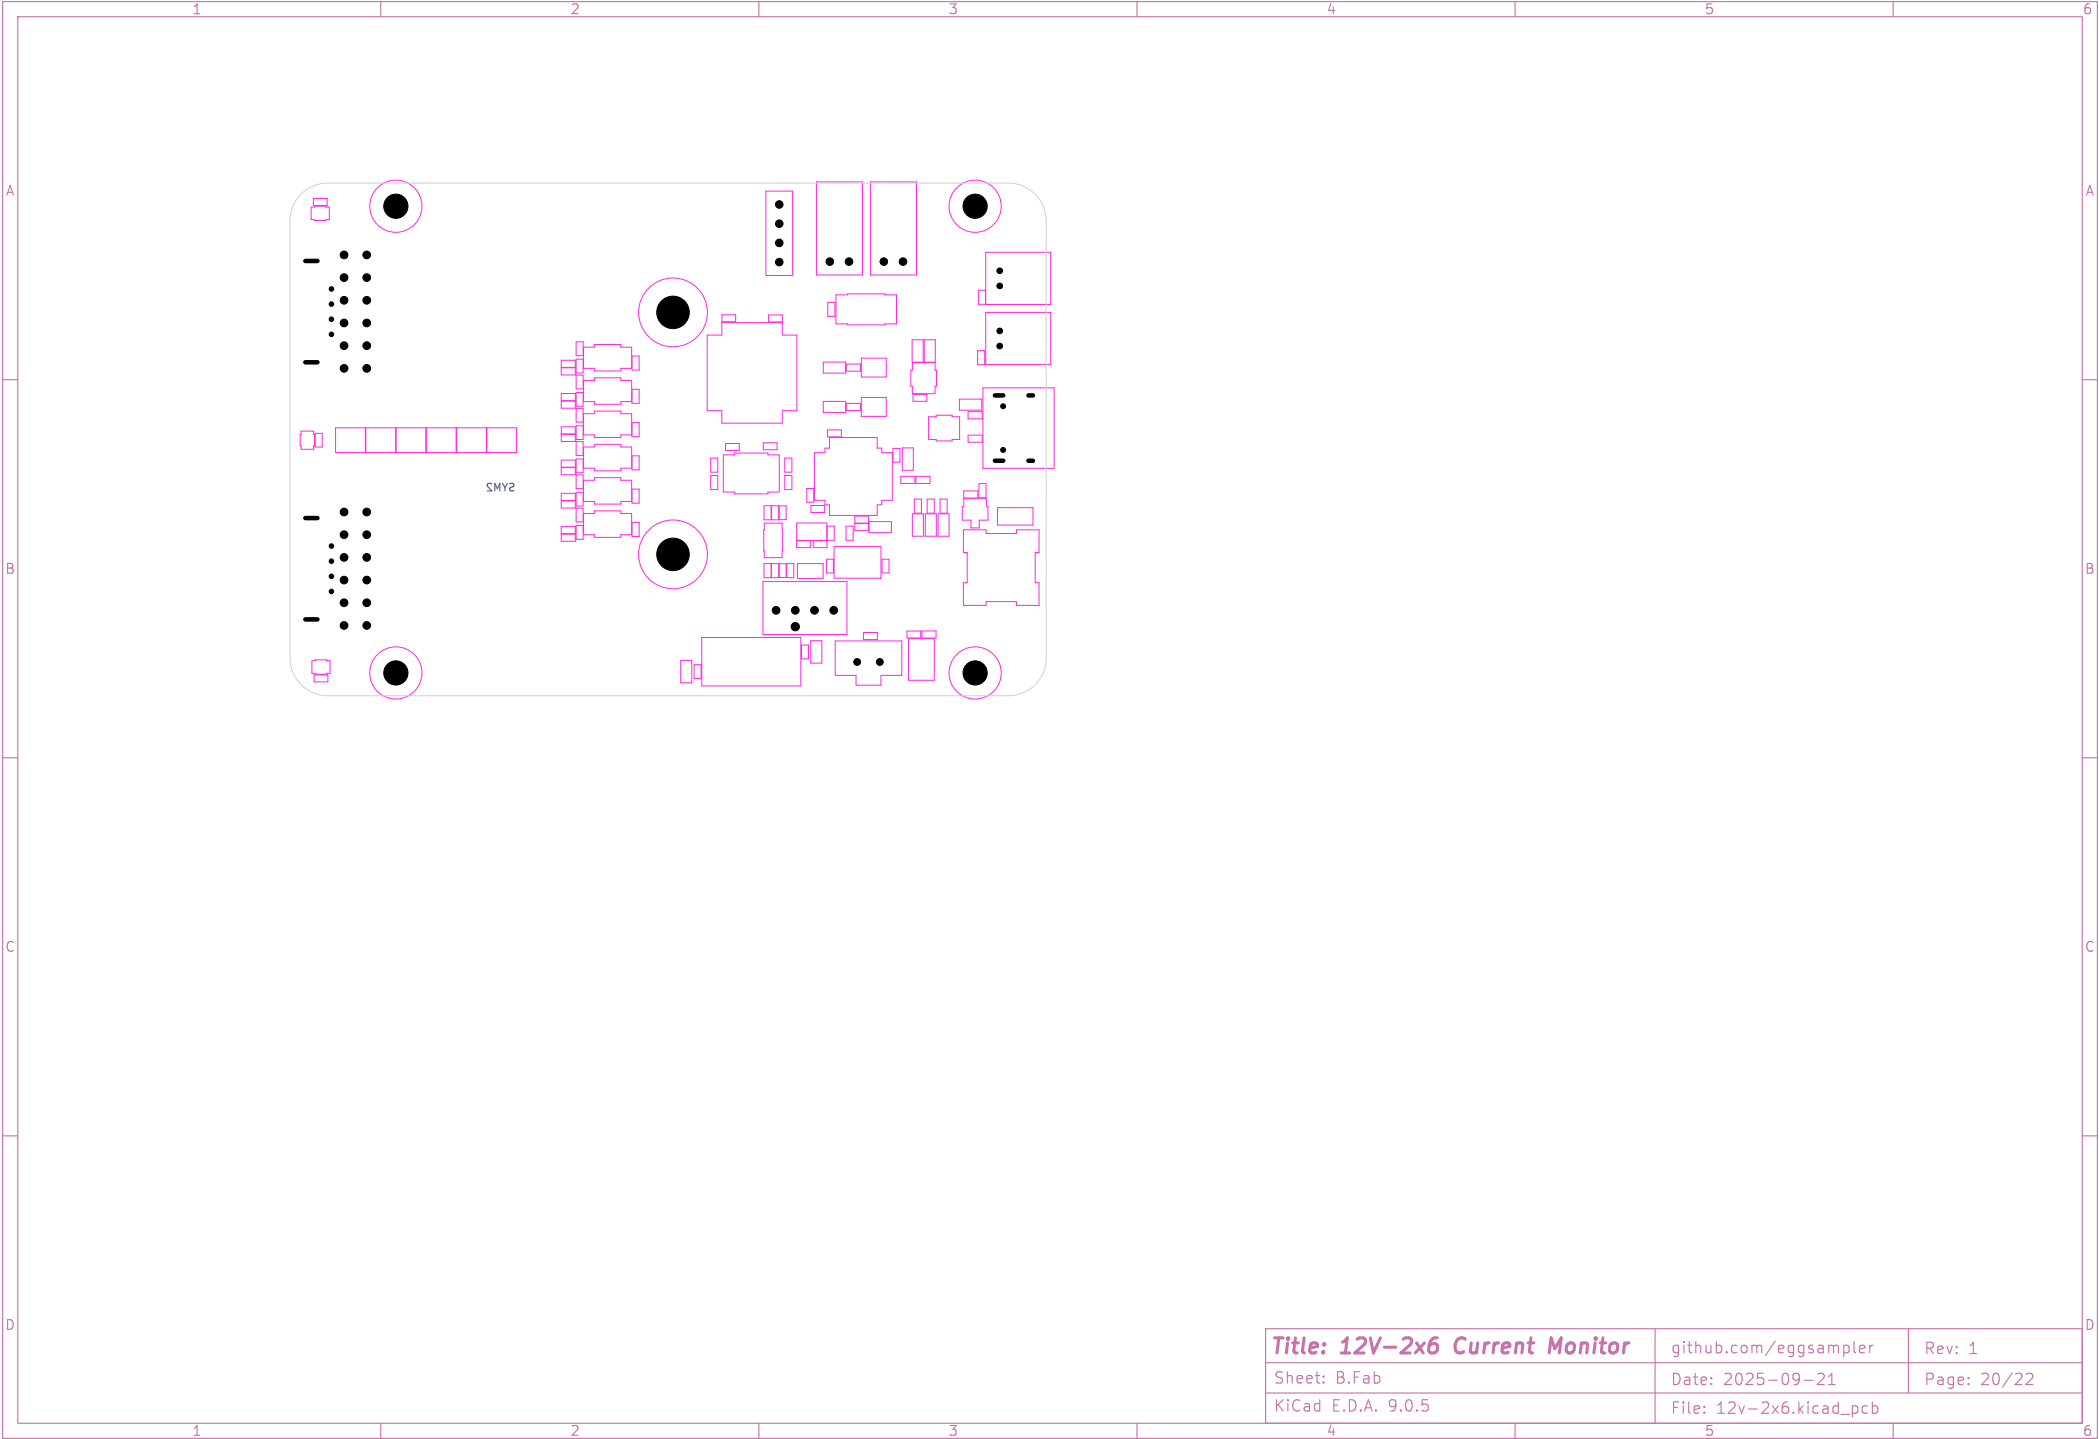 1 2 3 4 5 6
A A
SYM2
B B
C C
D D
Title: 12V-2x6 Current Monitor
github.com/eggsampler
Rev: 1
Sheet: B.Fab
Date: 2025-09-21
Page: 20/22
KiCad E.D.A. 9.0.5
File: 12v-2x6.kicad_pcb
1 2 3 4 5 6